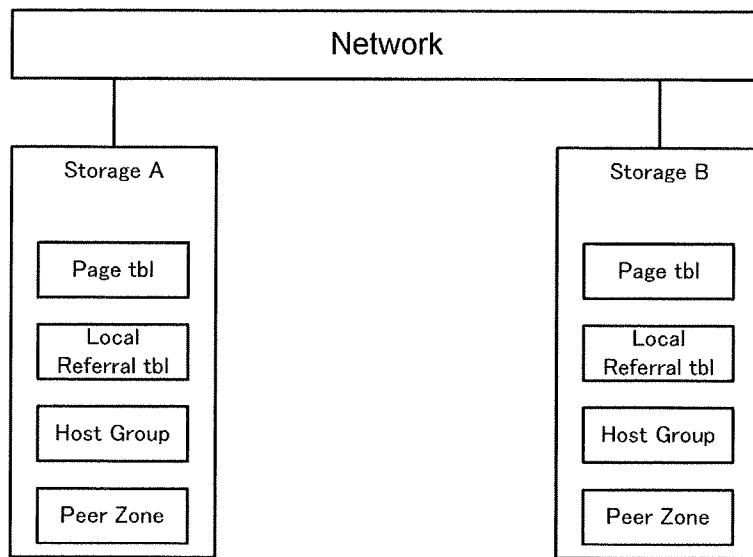 Network
Storage A
Page tbl
Local
Referral tbl
Host Group
Peer Zone
Storage B
Page tbl
Local
Referral tbl
Host Group
Peer Zone